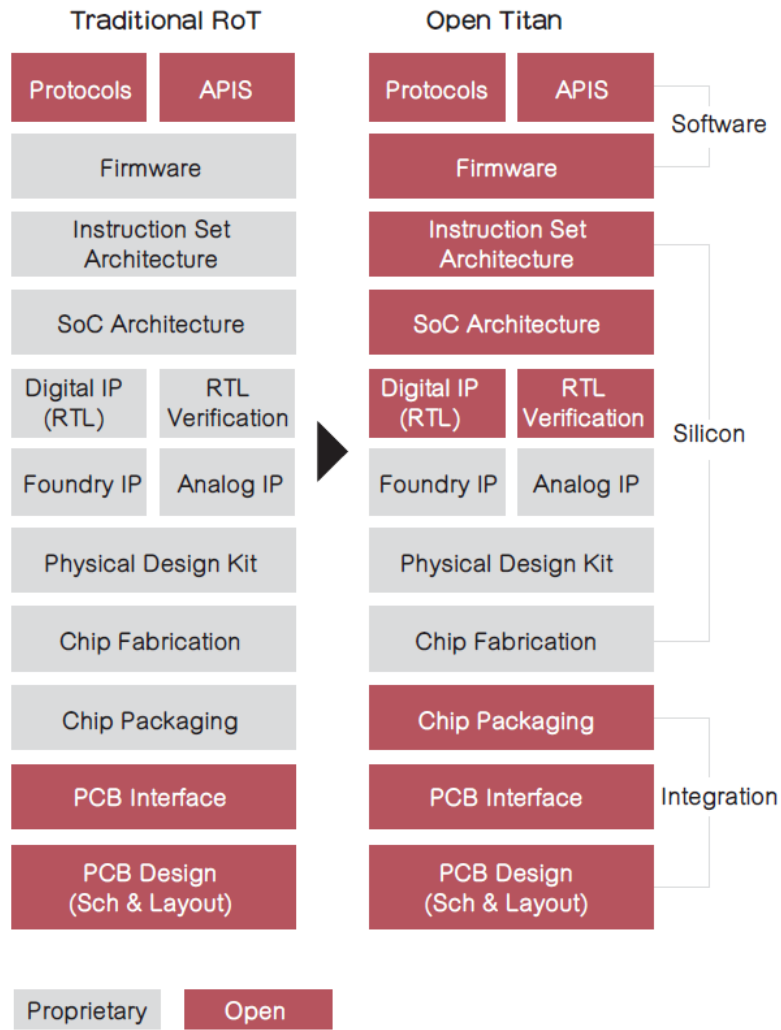 Traditional RoT
Open Titan
Protocols
APIS
Protocols
APIS
Software
Firmware
Firmware
Instruction Set
Architecture
Instruction Set
Architecture
SoC Architecture
SoC Architecture
Digital IP
(RTL)
RTL
Verification
Digital IP
(RTL)
RTL
Verification
Silicon
Foundry IP
Analog IP
Foundry IP
Analog IP
Physical Design Kit
Physical Design Kit
Chip Fabrication
Chip Fabrication
Chip Packaging
Chip Packaging
PCB Interface
PCB Interface
Integration
PCB Design
(Sch & Layout)
PCB Design
(Sch & Layout)
Proprietary
Open